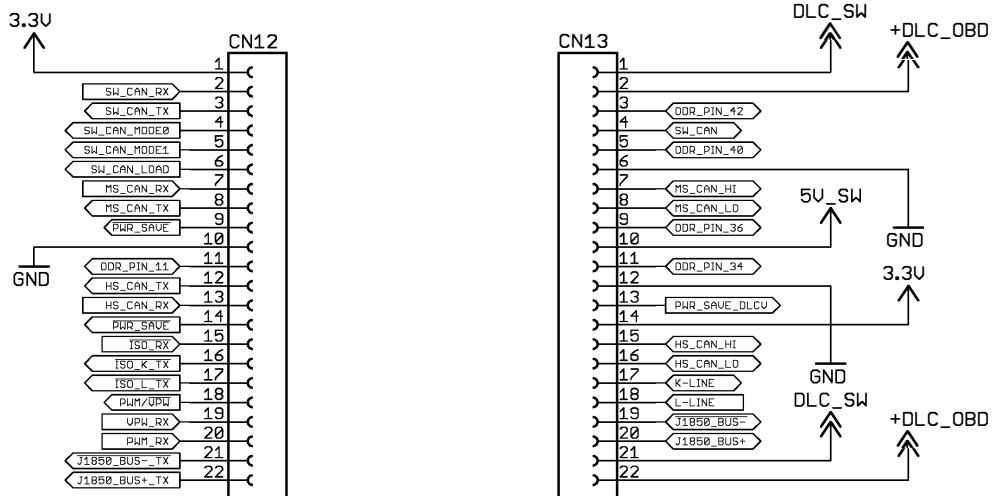 3.3V
CN12
1
SW_CAN_RX 2
SW_CAN_TX 3
SW_CAN_MODE0 4
SW_CAN_MODE1 5
SW_CAN_LOAD 6
MS_CAN_RX 7
MS_CAN_TX 8
PWR_SAVE 9
10
GND
ODR_PIN_11 11
HS_CAN_TX 12
HS_CAN_RX 13
PWR_SAVE 14
ISO_RX 15
ISO_K_TX 16
ISO_L_TX 17
PWM/VPW 18
VPW_RX 19
PWM_RX 20
J1850_BUS-_TX 21
J1850_BUS+_TX 22
DLC_SW
+DLC_OBD
CN13
1
2
3 ODR_PIN_42
4 SW_CAN
5 ODR_PIN_40
6
7 MS_CAN_HI
8 MS_CAN_LO
5V_SW
9 ODR_PIN_36
GND
10
11 ODR_PIN_34
3.3V
12
13 PWR_SAVE_DLCV
14
15 HS_CAN_HI
16 HS_CAN_LO
GND
17 K-LINE
DLC_SW
18 L-LINE
+DLC_OBD
19 J1850_BUS-
20 J1850_BUS+
21
22